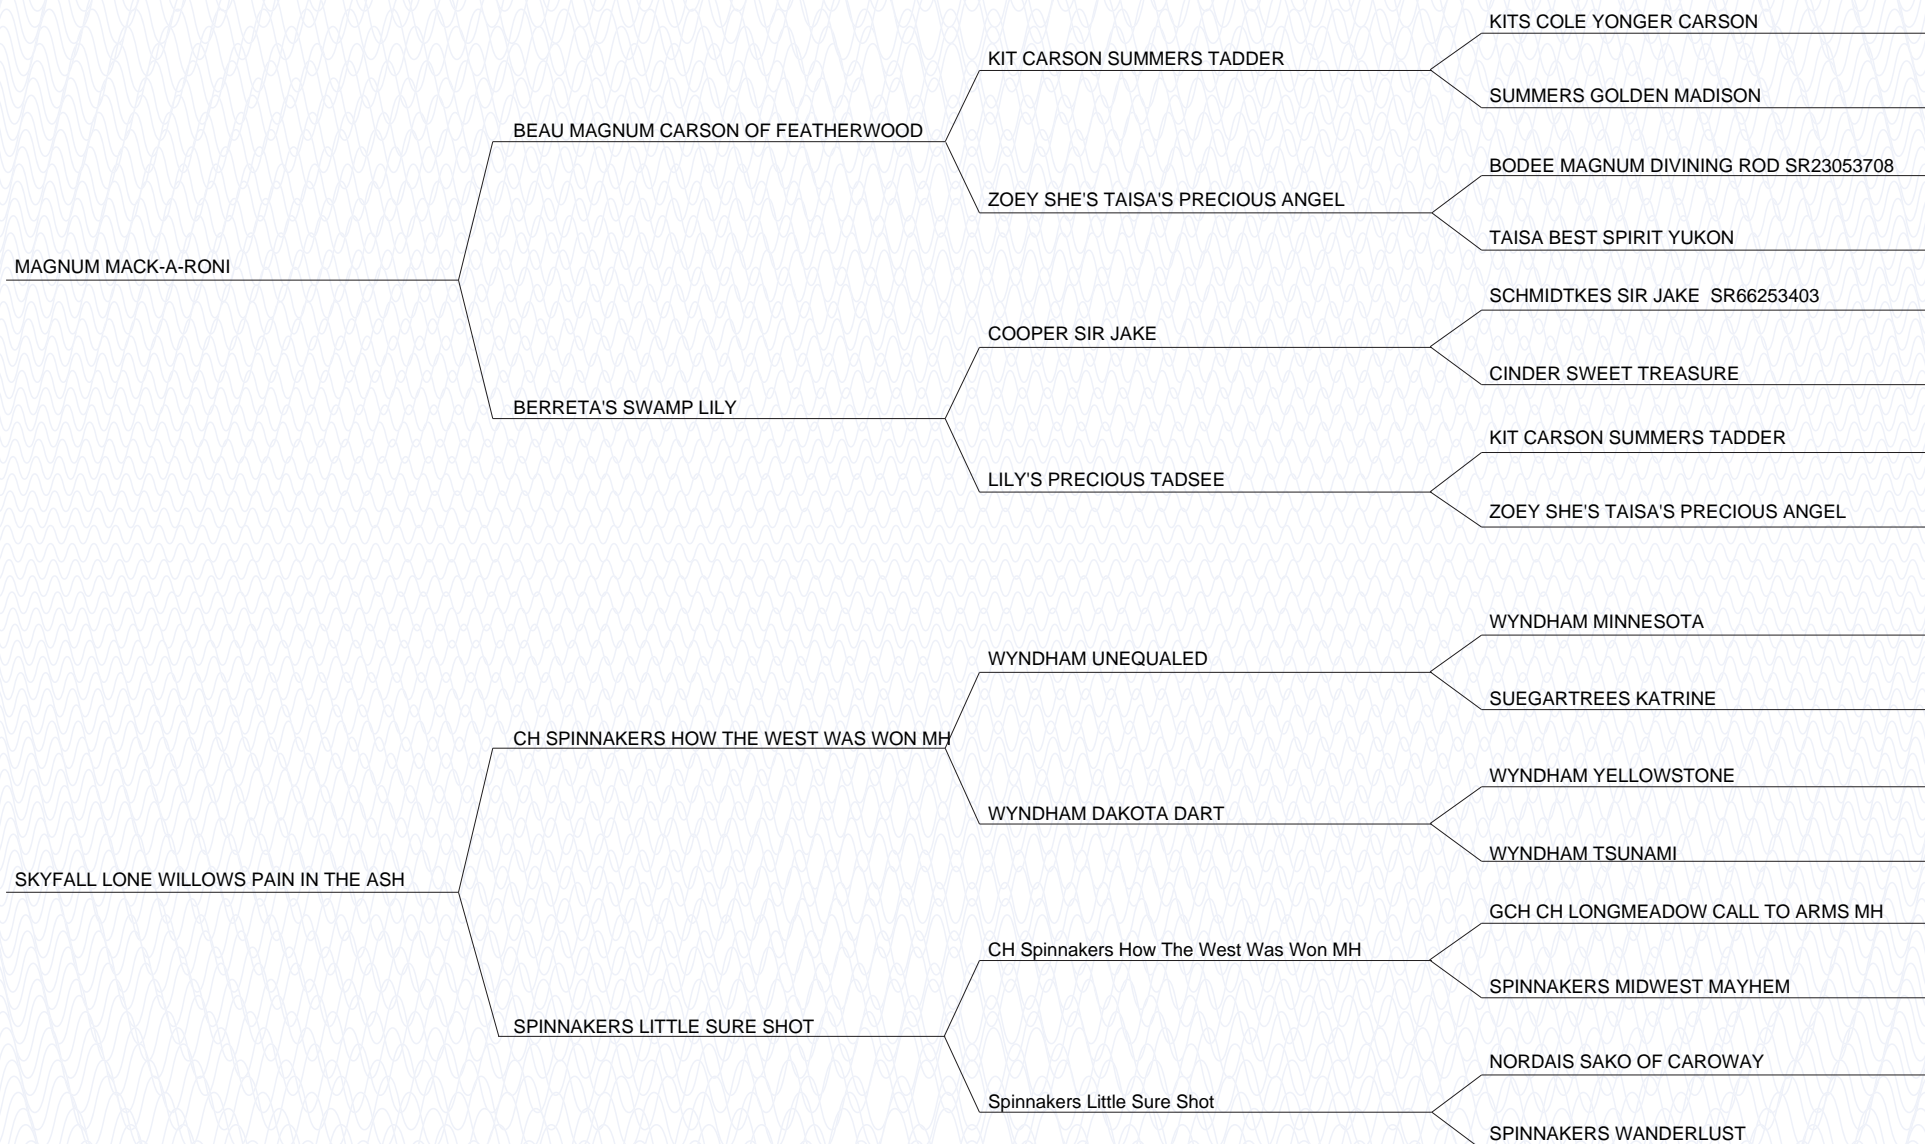 KITS COLE YONGER CARSON
KIT CARSON SUMMERS TADDER
SUMMERS GOLDEN MADISON
BEAU MAGNUM CARSON OF FEATHERWOOD
BODEE MAGNUM DIVINING ROD SR23053708
ZOEY SHE'S TAISA'S PRECIOUS ANGEL
TAISA BEST SPIRIT YUKON
MAGNUM MACK-A-RONI
SCHMIDTKES SIR JAKE  SR66253403
COOPER SIR JAKE
CINDER SWEET TREASURE
BERRETA'S SWAMP LILY
KIT CARSON SUMMERS TADDER
LILY'S PRECIOUS TADSEE
ZOEY SHE'S TAISA'S PRECIOUS ANGEL
WYNDHAM MINNESOTA
WYNDHAM UNEQUALED
SUEGARTREES KATRINE
CH SPINNAKERS HOW THE WEST WAS WON MH
WYNDHAM YELLOWSTONE
WYNDHAM DAKOTA DART
WYNDHAM TSUNAMI
SKYFALL LONE WILLOWS PAIN IN THE ASH
GCH CH LONGMEADOW CALL TO ARMS MH
CH Spinnakers How The West Was Won MH
SPINNAKERS MIDWEST MAYHEM
SPINNAKERS LITTLE SURE SHOT
NORDAIS SAKO OF CAROWAY
Spinnakers Little Sure Shot
SPINNAKERS WANDERLUST